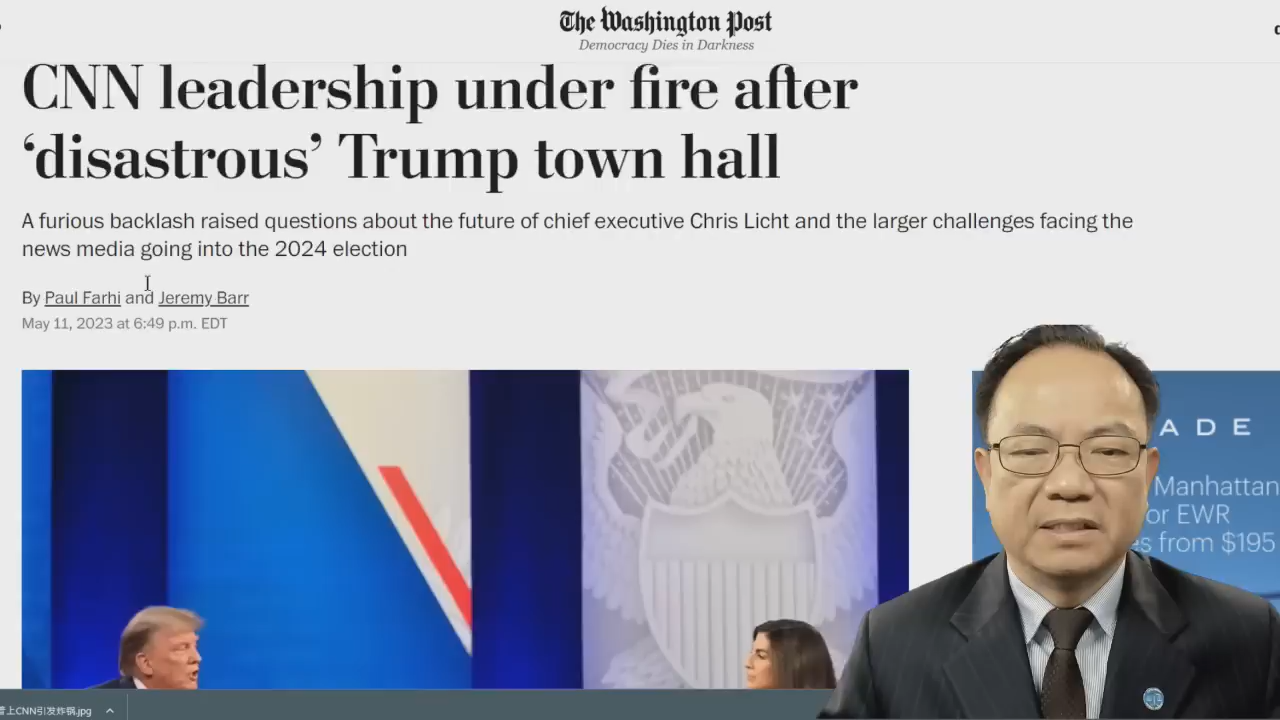 The Washington Post
Democracy Dies in Darkness
CNN leadership under fire after
‘disastrous’ Trump town hall
A furious backlash raised questions about the future of chief executive Chris Licht and the larger challenges facing the
news media going into the 2024 election
By Paul Farhi and Jeremy Barr
May 11, 2023 at 6:49 p.m. EDT
ADE
Manhattan
or EWR
es from $195
上CNN引发炸锅.jpg